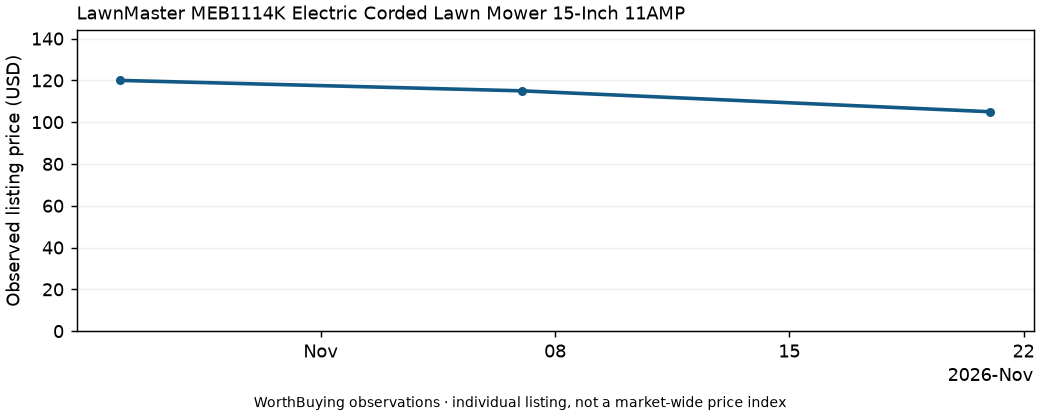 LawnMaster MEB1114K Electric Corded Lawn Mower 15-Inch 11AMP
Observed listing price (USD)
140
120
100
80
60
40
20
0
Nov
08
15
22
2026-Nov
WorthBuying observations · individual listing, not a market-wide price index